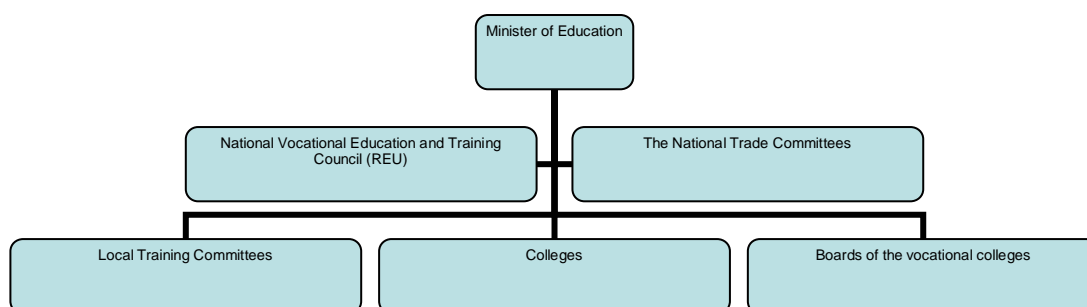 Minister of Education
National Vocational Education and Training
Council (REU)
The National Trade Committees
Local Training Committees
Colleges
Boards of the vocational colleges